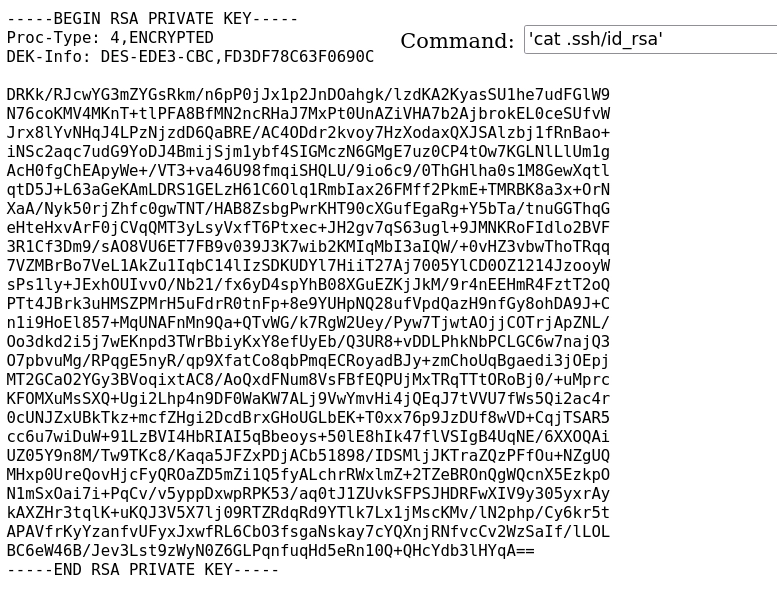 -----BEGIN RSA PRIVATE KEY-----
Proc-Type: 4,ENCRYPTED
DEK-Info: DES-EDE3-CBC,FD3DF78C63F0690C
Command: 'cat .ssh/id_rsa'
DRKk/RJcwYG3mZYGsRkm/n6pP0jJx1p2JnDOahgk/lzdKA2KyasSU1he7udFGlW9
N76coKMV4MKnT+tlPFA8BfMN2ncRHaJ7MxPt0UnAZiVHA7b2AjbrokEL0ceSUfvW
Jrx8lYvNHqJ4LPzNjzdD6QaBRE/AC4ODdr2kvoy7HzXodaxQXJSAlzbj1fRnBao+
iNSc2aqc7udG9YoDJ4BmijSjm1ybf4SIGMczN6GMgE7uz0CP4tOw7KGLNlLlUm1g
AcH0fgChEApyWe+/VT3+va46U98fmqiSHQLU/9io6c9/0ThGHlha0s1M8GewXqtl
qtD5J+L63aGeKAmLDRS1GELzH61C6Olq1RmbIax26FMff2PkmE+TMRBK8a3x+OrN
XaA/Nyk50rjZhfc0gwTNT/HAB8ZsbgPwrKHT90cXGufEgaRg+Y5bTa/tnuGGThqG
eHteHxvArF0jCVqQMT3yLsyVxfT6Ptxec+JH2gv7qS63ugl+9JMNKRoFIdlo2BVF
3R1Cf3Dm9/sAO8VU6ET7FB9v039J3K7wib2KMIqMbI3aIQW/+0vHZ3vbwThoTRqq
7VZMBrBo7VeL1AkZu1IqbC14lIzSDKUDYl7HiiT27Aj7005YlCD0OZ1214JzooyW
sPs1ly+JExhOUIvvO/Nb21/fx6yD4spYhB08XGuEZKjJkM/9r4nEEHmR4FztT2oQ
PTt4JBrk3uHMSZPMrH5uFdrR0tnFp+8e9YUHpNQ28ufVpdQazH9nfGy8ohDA9J+C
n1i9HoEl857+MqUNAFnMn9Qa+QTvWG/k7RgW2Uey/Pyw7TjwtAOjjCOTrjApZNL/
Oo3dkd2i5j7wEKnpd3TWrBbiyKxY8efUyEb/Q3UR8+vDDLPhkNbPCLGC6w7najQ3
O7pbvuMg/RPqgE5nyR/qp9XfatCo8qbPmqECRoyadBJy+zmChoUqBgaedi3jOEpj
MT2GCaO2YGy3BVoqixtAC8/AoQxdFNum8VsFBfEQPUjMxTRqTTtORoBj0/+uMprc
KFOMXuMsSXQ+Ugi2Lhp4n9DF0WaKW7ALj9VwYmvHi4jQEqJ7tVVU7fWs5Qi2ac4r
0cUNJZxUBkTkz+mcfZHgi2DcdBrxGHoUGLbEK+T0xx76p9JzDUf8wVD+CqjTSAR5
cc6u7wiDuW+91LzBVI4HbRIAI5qBbeoys+50lE8hIk47flVSIgB4UqNE/6XXOQAi
UZ05Y9n8M/Tw9TKc8/Kaqa5JFZxPDjACb51898/IDSMljJKTraZQzPFfOu+NZgUQ
MHxp0UreQovHjcFyQROaZD5mZi1Q5fyALchrRWxlmZ+2TZeBROnQgWQcnX5EzkpO
N1mSxOai7i+PqCv/v5yppDxwpRPK53/aq0tJ1ZUvkSFPSJHDRFwXIV9y305yxrAy
kAXZHr3tqlK+uKQJ3V5X7lj09RTZRdqRd9YTlk7Lx1jMscKMv/lN2php/Cy6kr5t
APAVfrKyYzanfvUFyxJxwfRL6CbO3fsgaNskay7cYQXnjRNfvcCv2WzSaIf/lLOL
BC6eW46B/Jev3Lst9zWyN0Z6GLPqnfuqHd5eRn10Q+QHcYdb3lHYqA==
-----END RSA PRIVATE KEY-----